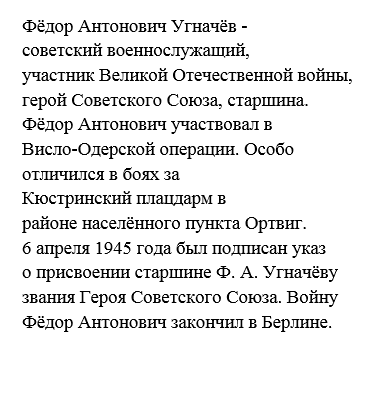 Фёдор Антонович Угначёв -
советский военнослужащий,
участник Великой Отечественной войны,
герой Советского Союза, старшина.
Фёдор Антонович участвовал в
Висло-Одерской операции. Особо
отличился в боях за
Кюстринский плацдарм в
районе населённого пункта Ортвиг.
6 апреля 1945 года был подписан указ
о присвоении старшине Ф. А. Угначёву
звания Героя Советского Союза. Войну
Фёдор Антонович закончил в Берлине.